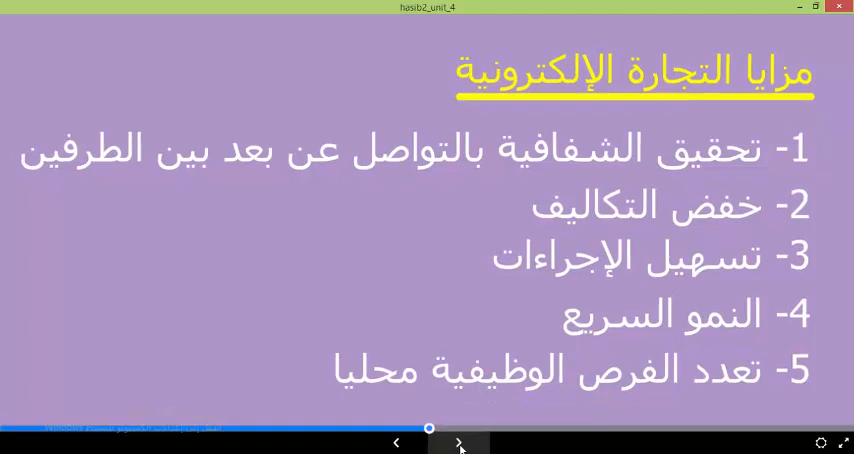 hasib2_unit_4
مزايا التجارة الإلكترونية
1- تحقيق الشفافية بالتواصل عن بعد بين الطرفين
2- خفض التكاليف
3- تسهيل الإجراءات
4- النمو السريع
5- تعدد الفرص الوظيفية محليا